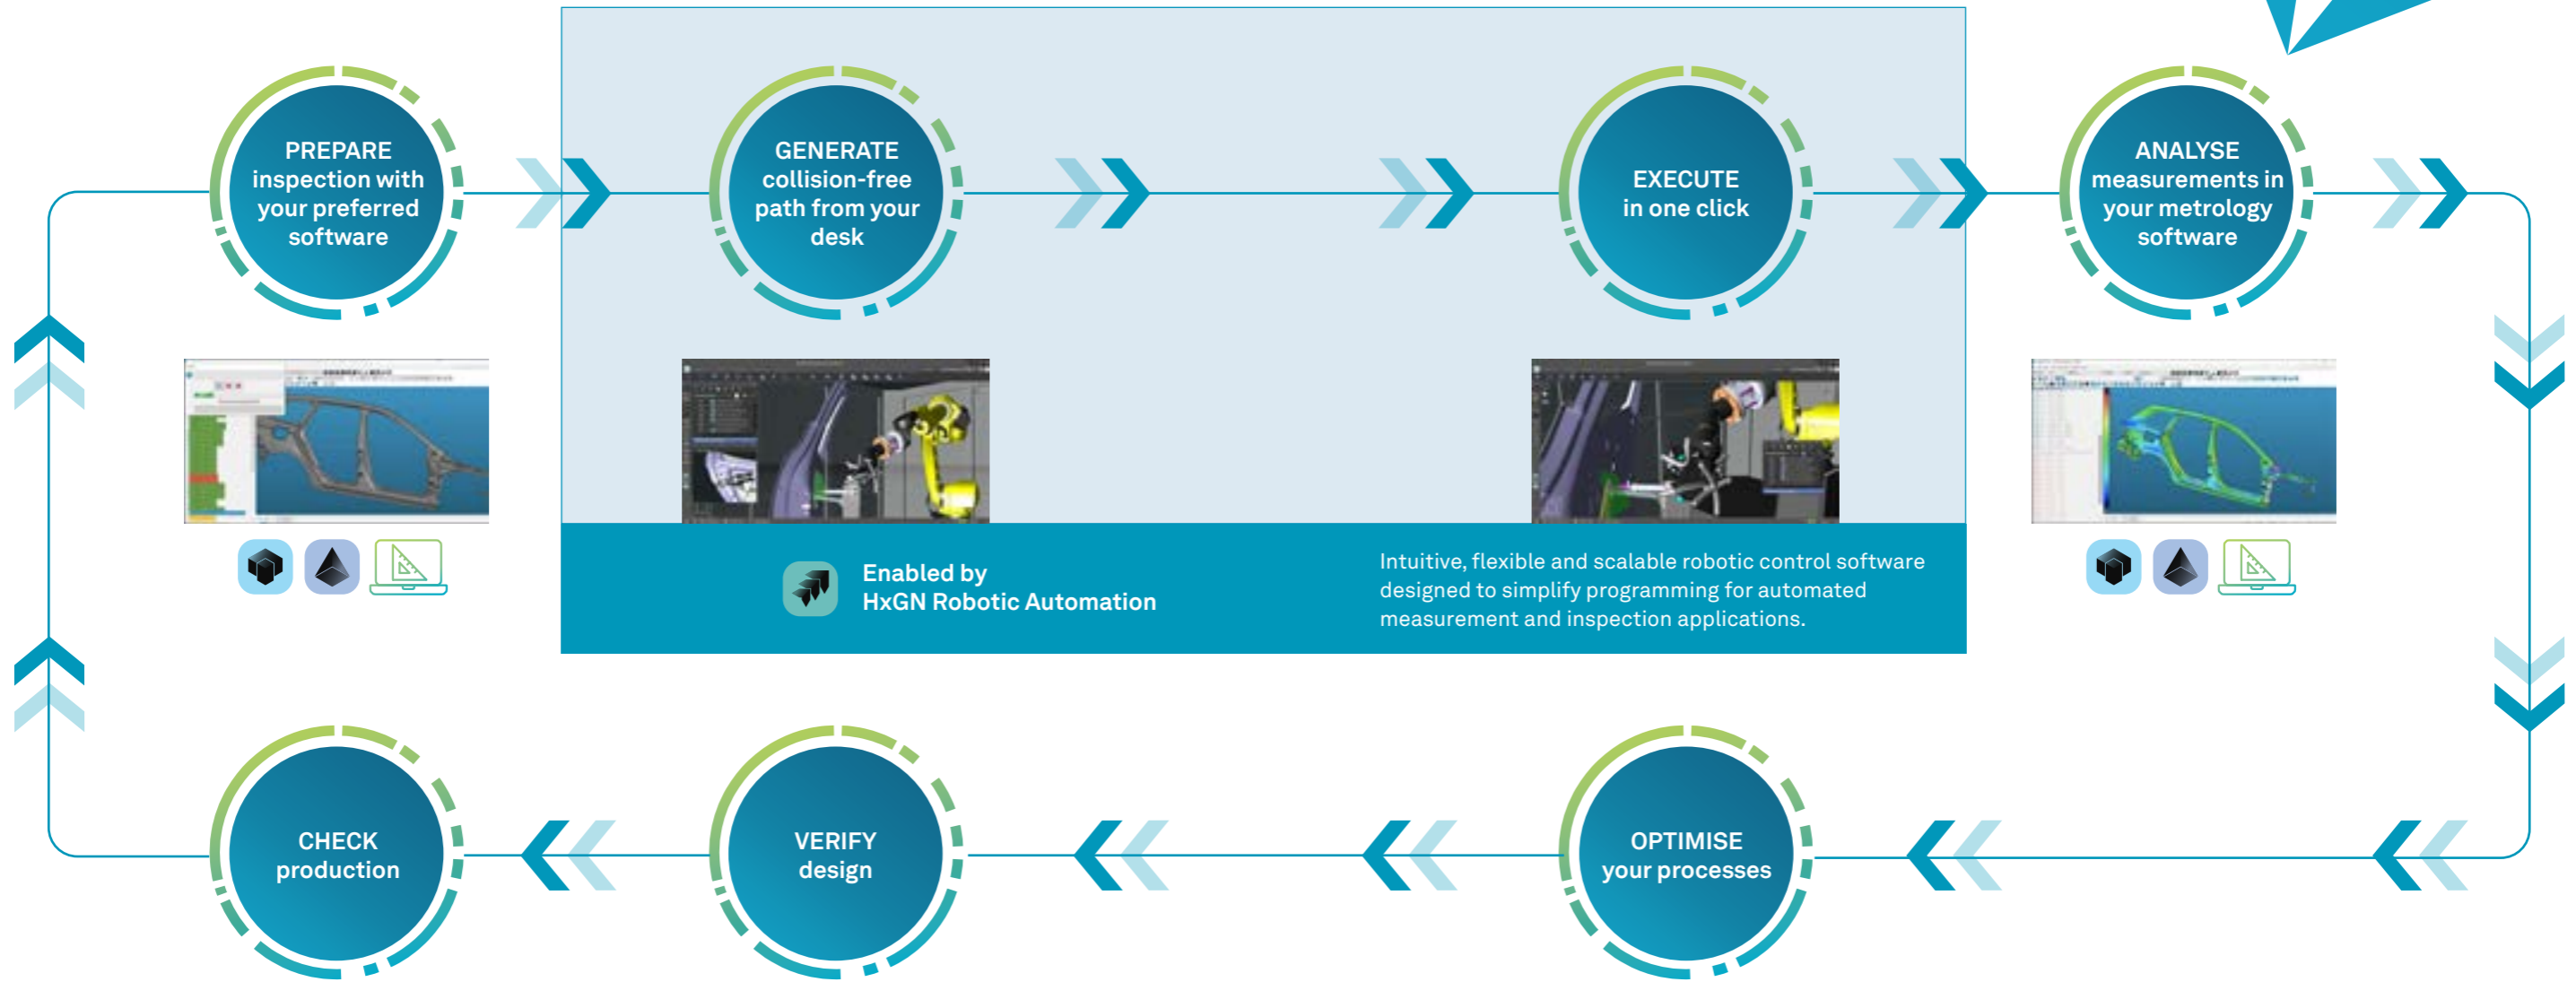 PREPARE
inspection with
your preferred
software
GENERATE
collision-free
path from your
desk
EXECUTE
in one click
ANALYSE
measurements in
your metrology
software
Enabled by
HxGN Robotic Automation
Intuitive, flexible and scalable robotic control software
designed to simplify programming for automated
measurement and inspection applications.
CHECK
production
VERIFY
design
OPTIMISE
your processes